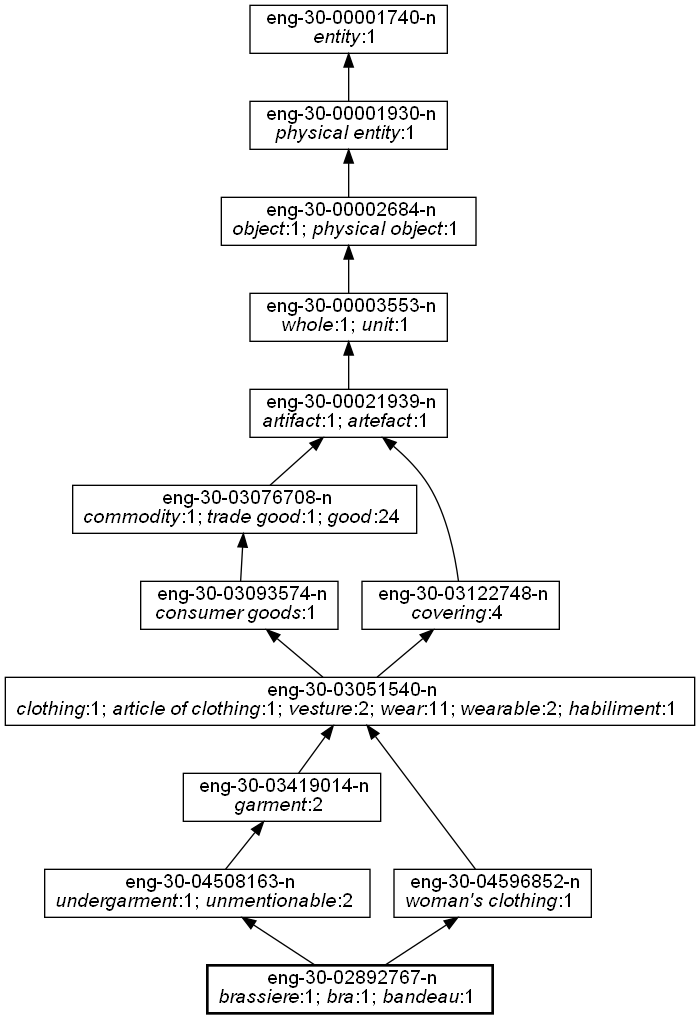 eng-30-00001740-n
entity:1
eng-30-00001930-n
physical entity:1
eng-30-00002684-n
object:1; physical object:1
eng-30-00003553-n
whole:1; unit:1
eng-30-00021939-n
artifact:1; artefact:1
eng-30-03076708-n
commodity:1; trade good:1; good:24
eng-30-03093574-n
consumer goods:1
eng-30-03122748-n
covering:4
eng-30-03051540-n
clothing:1; article of clothing:1; vesture:2; wear:11; wearable:2; habiliment:1
eng-30-03419014-n
garment:2
eng-30-04508163-n
undergarment:1; unmentionable:2
eng-30-04596852-n
woman's clothing:1
eng-30-02892767-n
brassiere:1; bra:1; bandeau:1